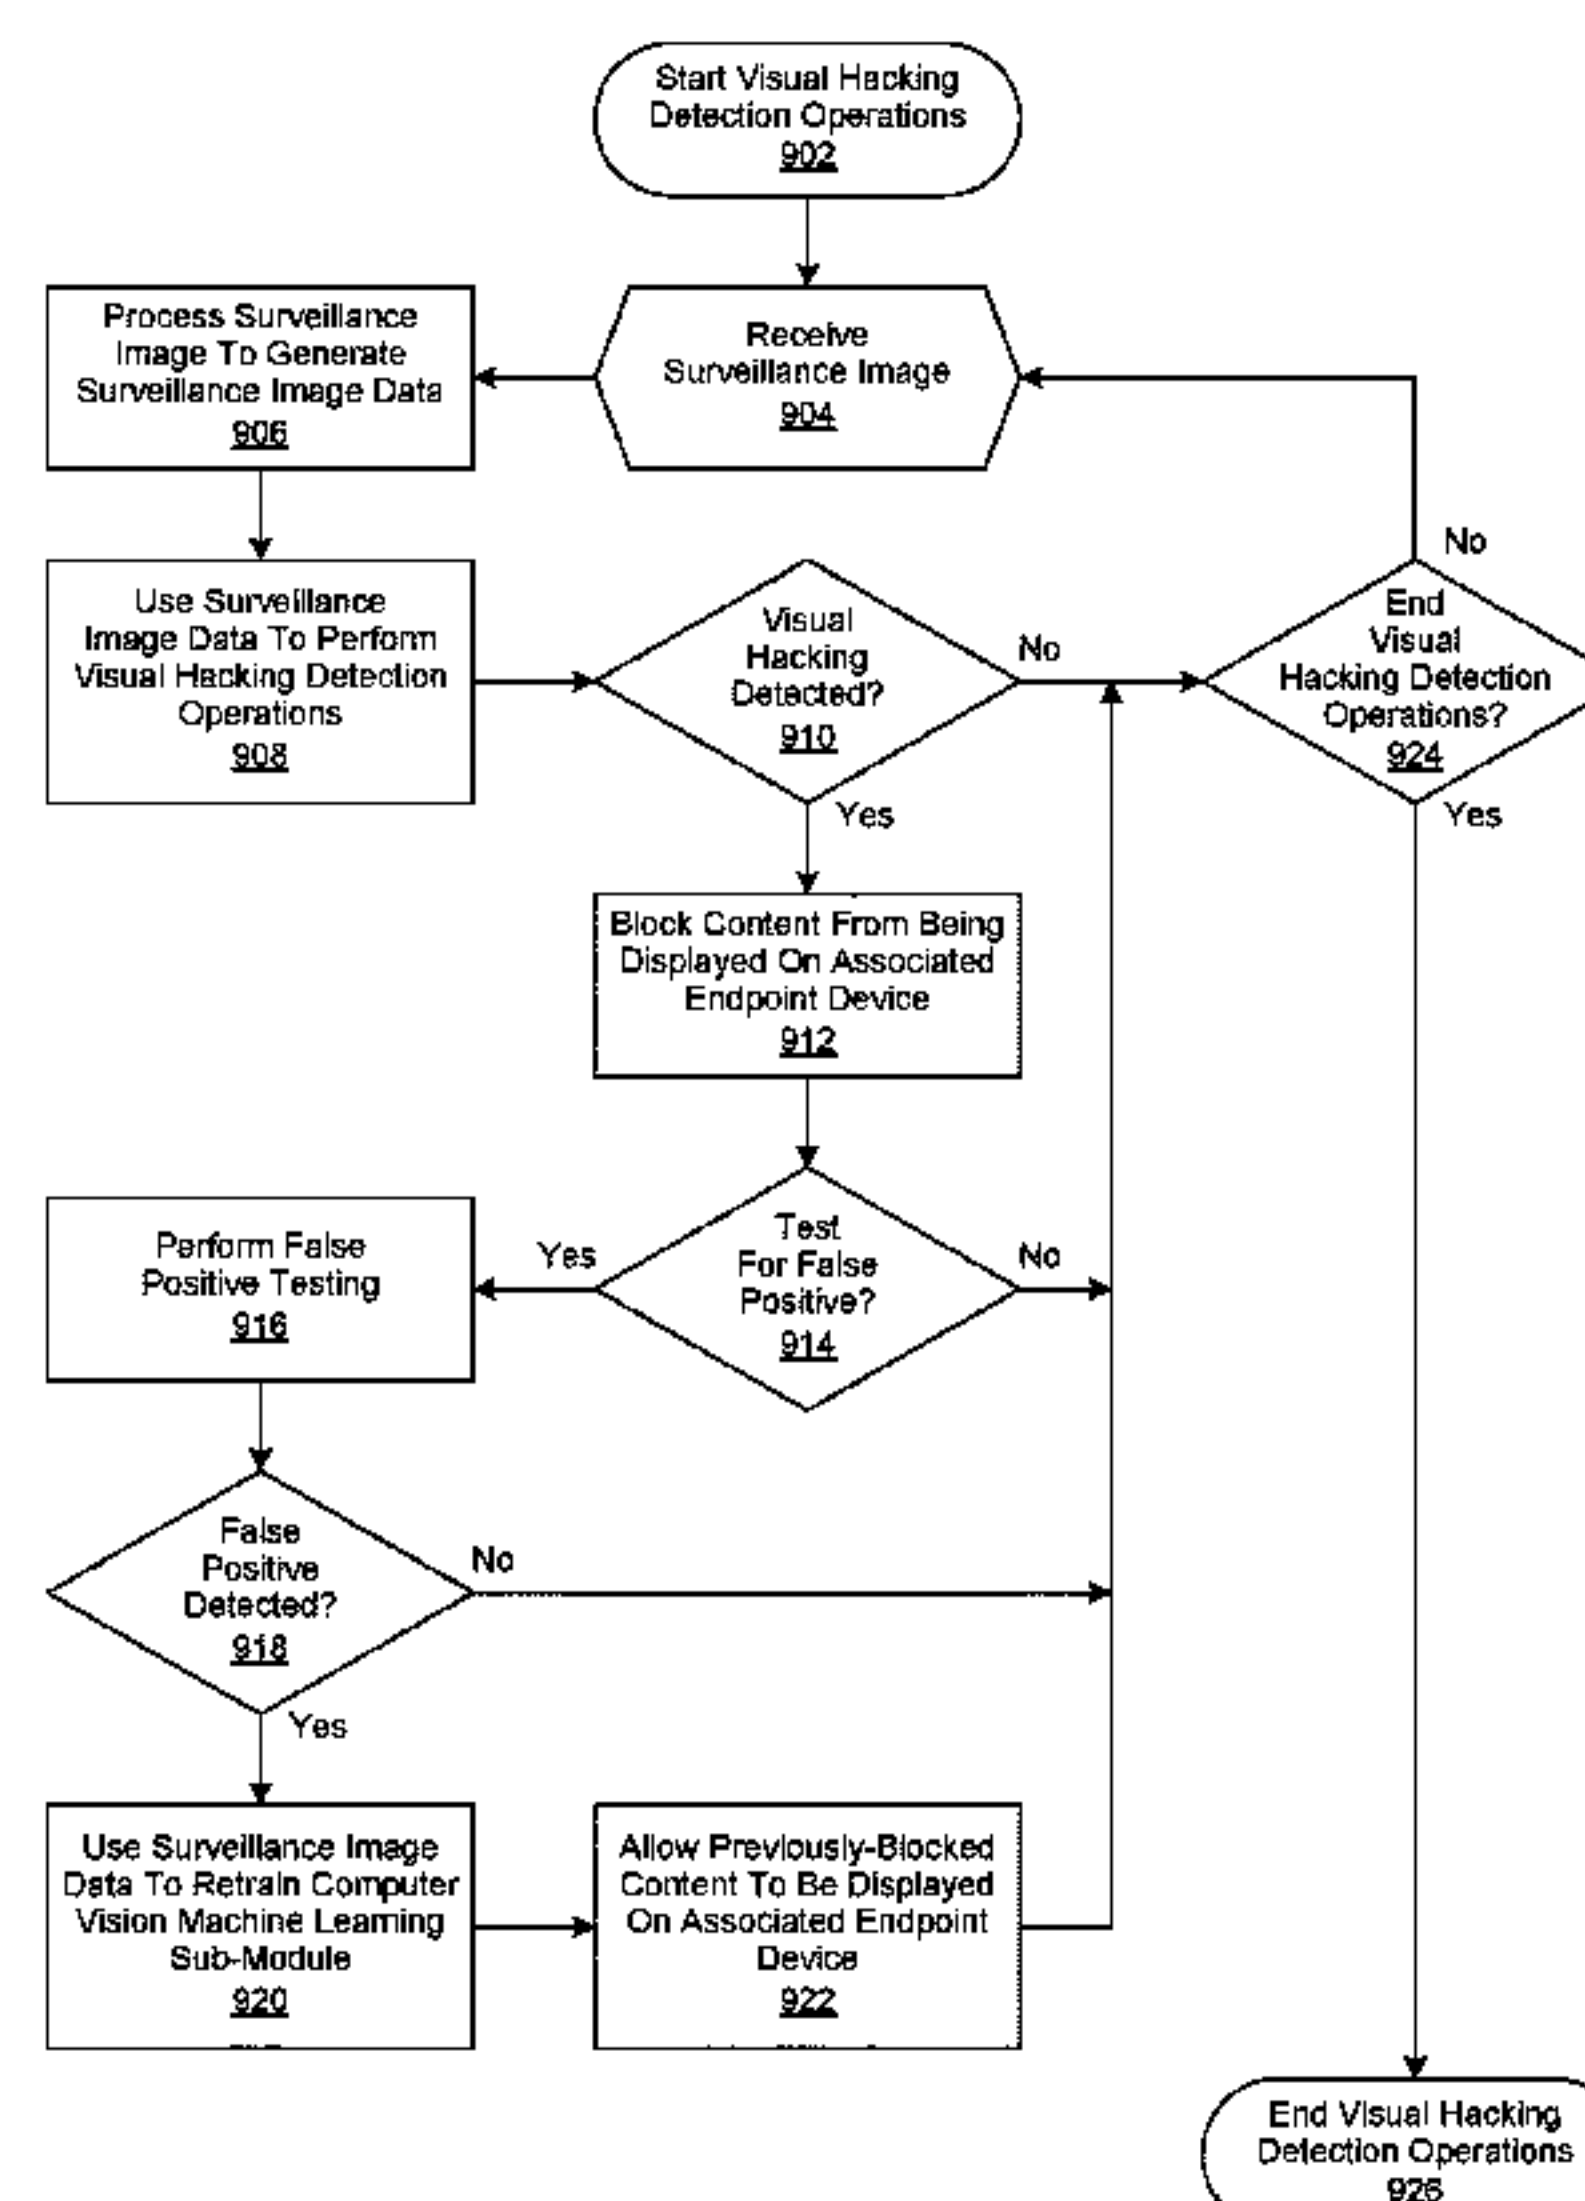 Start Visual Hacking
Detection Operations
902
Process Surveillance
Image To Generate
Surveillance Image Data
906
Receive
Surveillance Image
904
No
Use Surveillance
Image Data To Perform
Visual Hacking Detection
Operations
908
Visual
Hacking
Detected?
910
No
Yes
End
Visual
Hacking Detection
Operations?
924
Yes
Block Content From Being
Displayed On Associated
Endpoint Device
912
Perform False
Positive Testing
916
Yes
Test
For False
Positive?
914
No
False
Positive
Detected?
918
No
Yes
Use Surveillance Image
Data To Retrain Computer
Vision Machine Learning
Sub-Module
920
Allow Previously-Blocked
Content To Be Displayed
On Associated Endpoint
Device
922
End Visual Hacking
Detection Operations
926